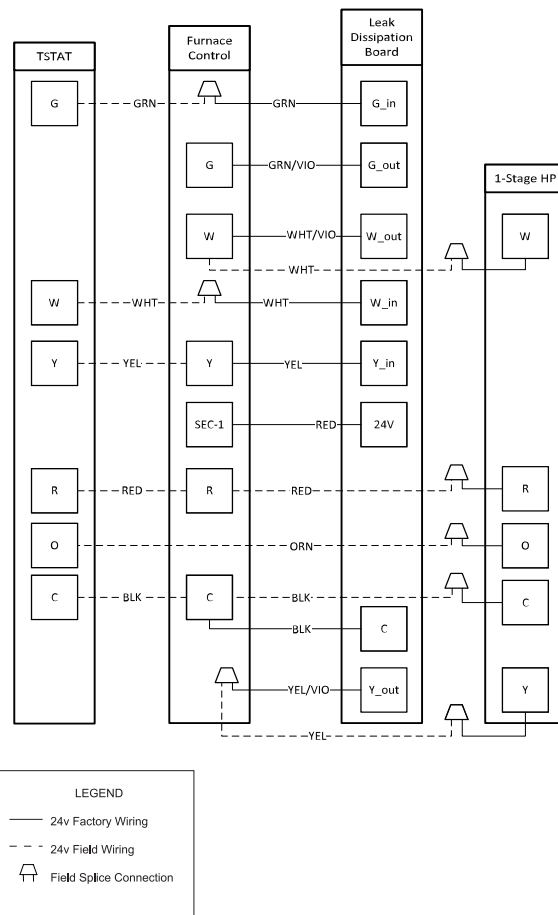 TSTAT
Furnace
Control
Leak
Dissipation
Board
1-Stage HP
G
GRN
GRN
G_in
G
GRN/VIO
G_out
W
WHT/VIO
W_out
W
WHT
W
WHT
WHT
W_in
Y
YEL
Y
YEL
Y_in
SEC-1
RED
24V
R
RED
R
RED
R
O
ORN
O
C
BLK
C
BLK
C
BLK
C
YEL/VIO
Y_out
Y
YEL
LEGEND
24v Factory Wiring
24v Field Wiring
Field Splice Connection